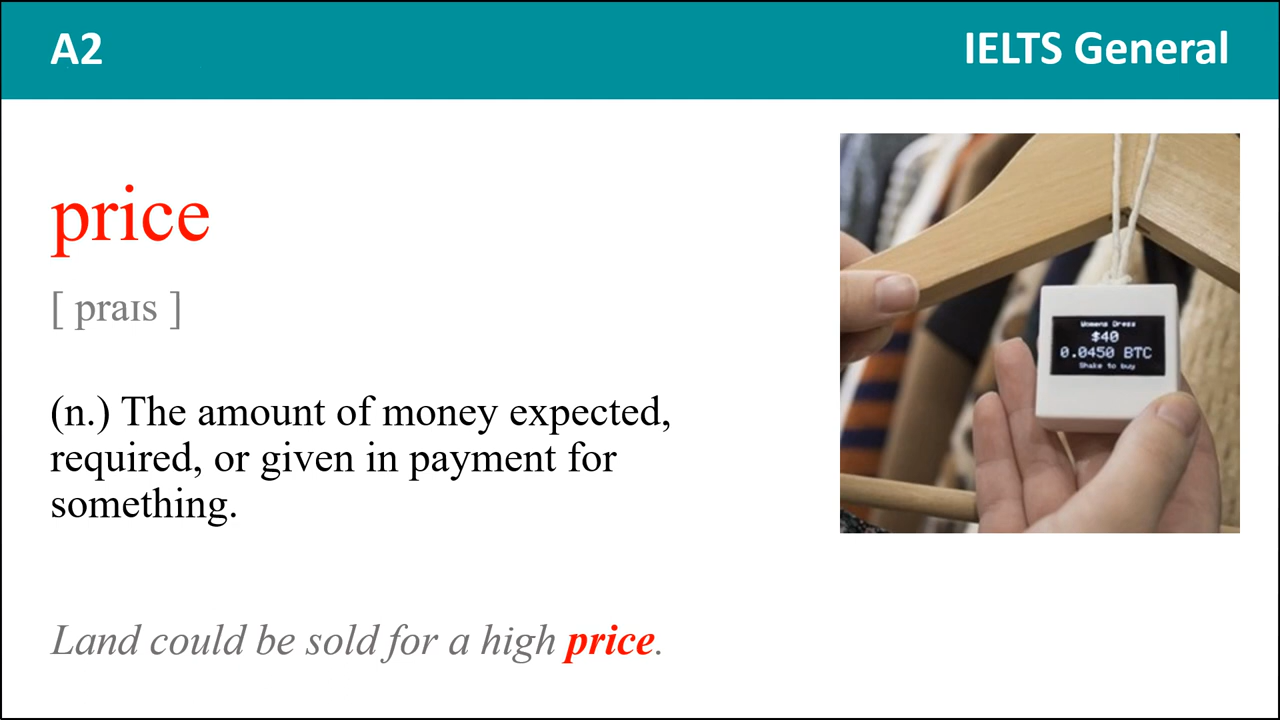 A2
IELTS General
price
[ praɪs ]
(n.) The amount of money expected,
required, or given in payment for
something.
Land could be sold for a high price.
Womens Dress
$40
0.0450 BTC
Shake to buy